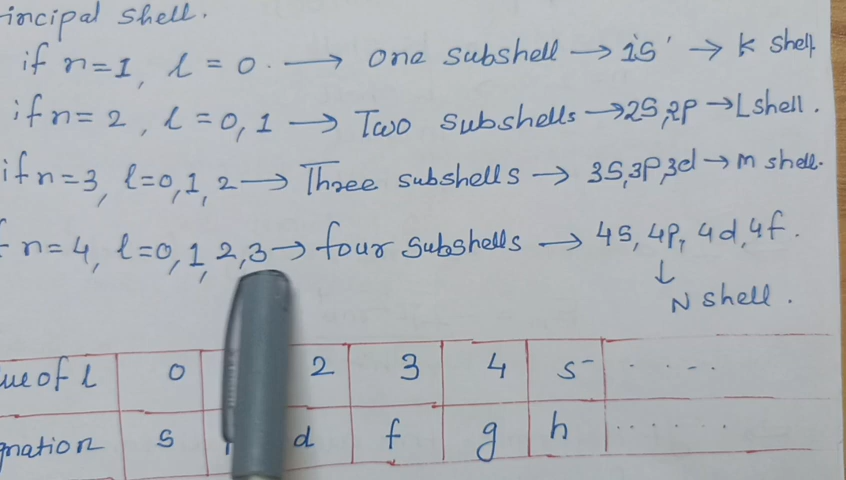 incipal shell.
if n=1, l=0. → one subshell → 1s' → K shell
if n=2, l=0,1 → Two subshells → 2s,2p → L shell.
if n=3, l=0,1,2 → Three subshells → 3s,3p,3d → M shell.
n=4, l=0,1,2,3 → four subshells → 4s, 4p, 4d, 4f.
↓
N shell.
ue of l 0 2 3 4 5 . . . .
gnation s d f g h . . . . . .